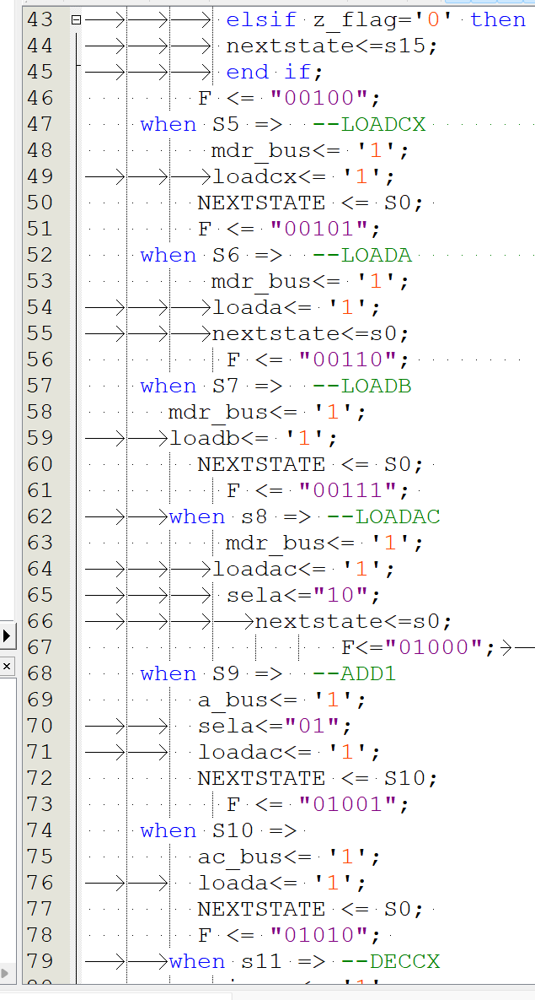 43 elsif z_flag='0' then
44 nextstate<=s15;
45 end if;
46 F <= "00100";
47 when S5 => --LOADCX
48 mdr_bus<= '1';
49 loadcx<= '1';
50 NEXTSTATE <= S0;
51 F <= "00101";
52 when S6 => --LOADA
53 mdr_bus<= '1';
54 loada<= '1';
55 nextstate<=s0;
56 F <= "00110";
57 when S7 => --LOADB
58 mdr_bus<= '1';
59 loadb<= '1';
60 NEXTSTATE <= S0;
61 F <= "00111";
62 when s8 => --LOADAC
63 mdr_bus<= '1';
64 loadac<= '1';
65 sela<="10";
66 nextstate<=s0;
67 F<="01000";
68 when S9 => --ADD1
69 a_bus<= '1';
70 sela<="01";
71 loadac<= '1';
72 NEXTSTATE <= S10;
73 F <= "01001";
74 when S10 =>
75 ac_bus<= '1';
76 loada<= '1';
77 NEXTSTATE <= S0;
78 F <= "01010";
79 when s11 => --DECCX